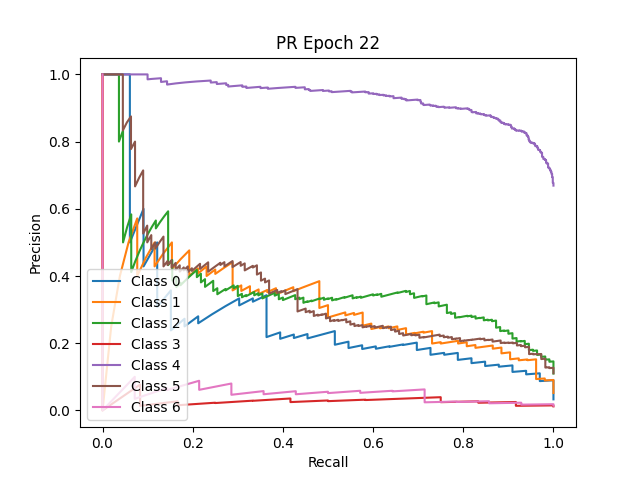 PR Epoch 22
1.0
0.8
0.6
0.4
0.2
0.0
Precision
Class 0
Class 1
Class 2
Class 3
Class 4
Class 5
Class 6
0.0 0.2 0.4 0.6 0.8 1.0
Recall